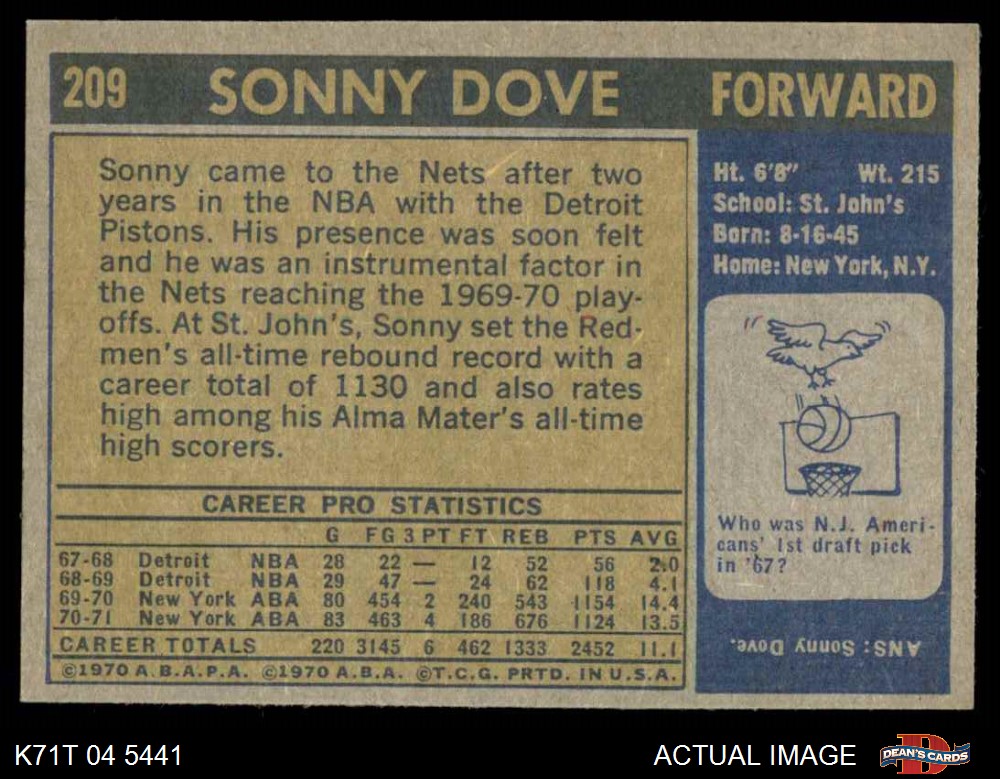 209 SONNY DOVE FORWARD
Sonny came to the Nets after two
years in the NBA with the Detroit
Pistons. His presence was soon felt
and he was an instrumental factor in
the Nets reaching the 1969-70 play-
offs. At St. John's, Sonny set the Red-
men's all-time rebound record with a
career total of 1130 and also rates
high among his Alma Mater's all-time
high scorers.
Ht. 6'8" Wt. 215
School: St. John's
Born: 8-16-45
Home: New York, N.Y.
Who was N.J. Ameri-
cans' 1st draft pick
in '67?
ANS: Sonny Dove.
CAREER PRO STATISTICS
G FG 3 PT FT REB PTS AVG
67-68 Detroit NBA 28 22 — 12 52 56 2.0
68-69 Detroit NBA 29 47 — 24 62 118 4.1
69-70 New York ABA 80 454 2 240 543 1154 14.4
70-71 New York ABA 83 463 4 186 676 1124 13.5
CAREER TOTALS 220 3145 6 462 1333 2452 11.1
©1970 A.B.A.P.A. ©1970 A.B.A. ©T.C.G. PRTD. IN U.S.A.
K71T 04 5441
ACTUAL IMAGE
DEAN'S CARDS